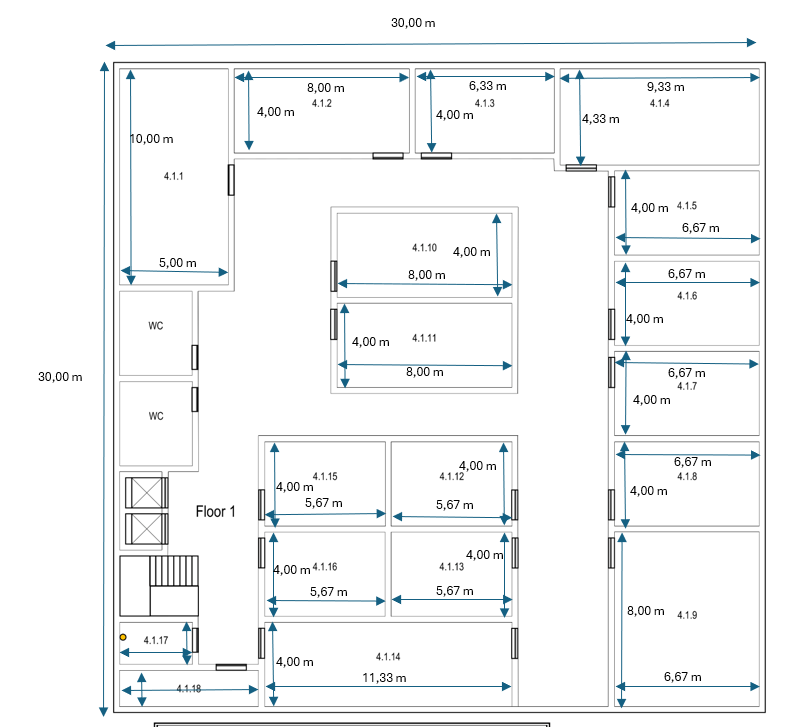 30,00 m
8,00 m
4.1.2
4,00 m
6,33 m
4.1.3
4,00 m
9,33 m
4.1.4
4,33 m
10,00 m
4.1.1
5,00 m
4,00 m
4.1.5
6,67 m
4.1.10
4,00 m
8,00 m
6,67 m
4.1.6
4,00 m
WC
4,00 m
4.1.11
8,00 m
30,00 m
6,67 m
4.1.7
4,00 m
WC
4.1.15
4,00 m
5,67 m
4,00 m
4.1.12
5,67 m
6,67 m
4.1.8
4,00 m
Floor 1
4,00 m
4.1.16
5,67 m
4,00 m
4.1.13
5,67 m
8,00 m
4.1.9
6,67 m
4.1.17
4.1.14
4,00 m
11,33 m
4.1.18